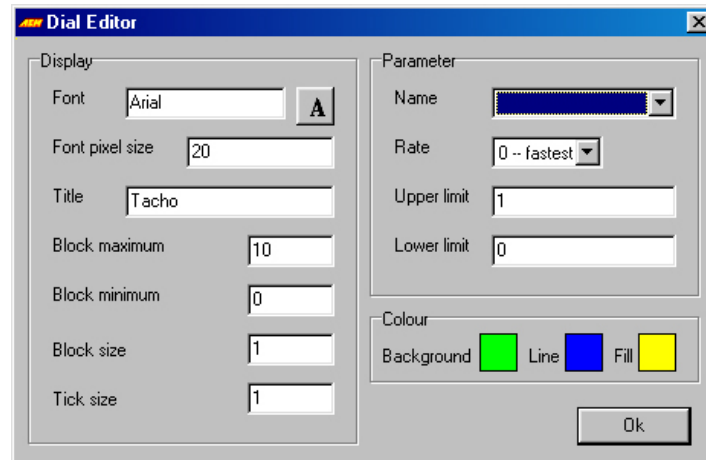 AEM Dial Editor
Display
Font Arial A
Font pixel size 20
Title Tacho
Block maximum 10
Block minimum 0
Block size 1
Tick size 1
Parameter
Name
Rate 0 -- fastest
Upper limit 1
Lower limit 0
Colour
Background Line Fill
Ok